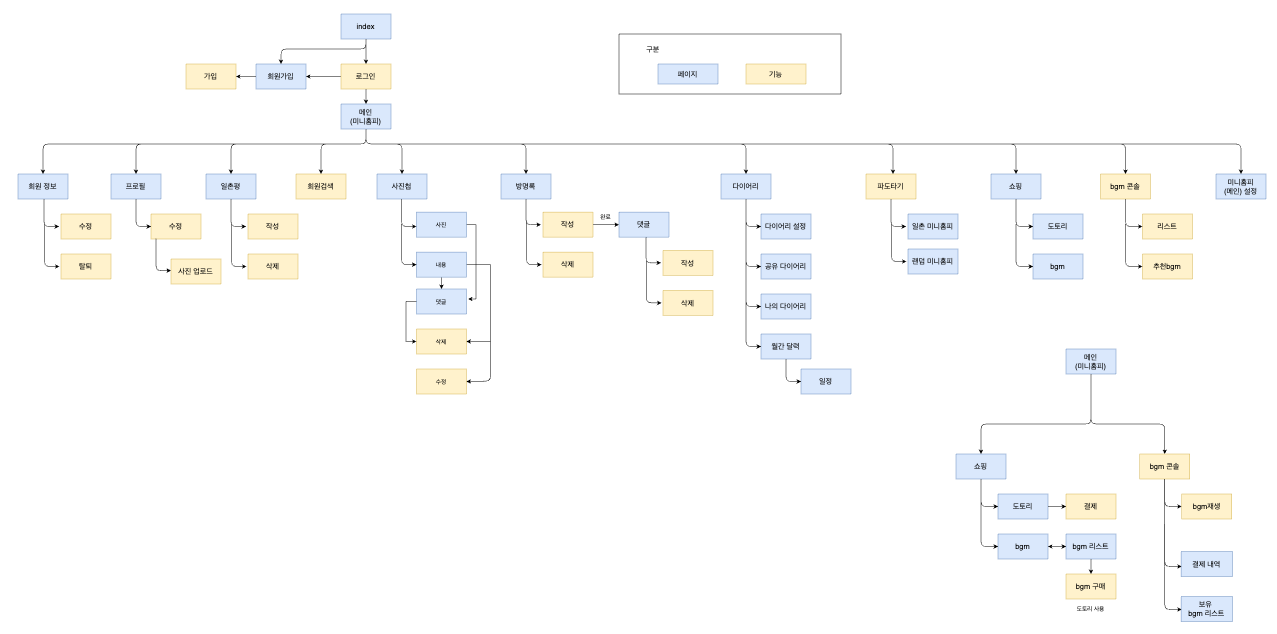 index
구분
페이지
기능
가입
회원가입
로그인
메인
(미니홈피)
회원 정보
프로필
일촌평
회원검색
사진첩
방명록
다이어리
파도타기
쇼핑
bgm 콘솔
미니홈피
(메인) 설정
수정
탈퇴
수정
사진 업로드
작성
삭제
사진
내용
댓글
삭제
수정
작성
완료
댓글
삭제
작성
삭제
다이어리 설정
공유 다이어리
나의 다이어리
월간 달력
일정
일촌 미니홈피
랜덤 미니홈피
도토리
bgm
리스트
추천bgm
메인
(미니홈피)
쇼핑
bgm 콘솔
도토리
결제
bgm
bgm 리스트
bgm 구매
도토리 사용
bgm재생
결제 내역
보유
bgm 리스트